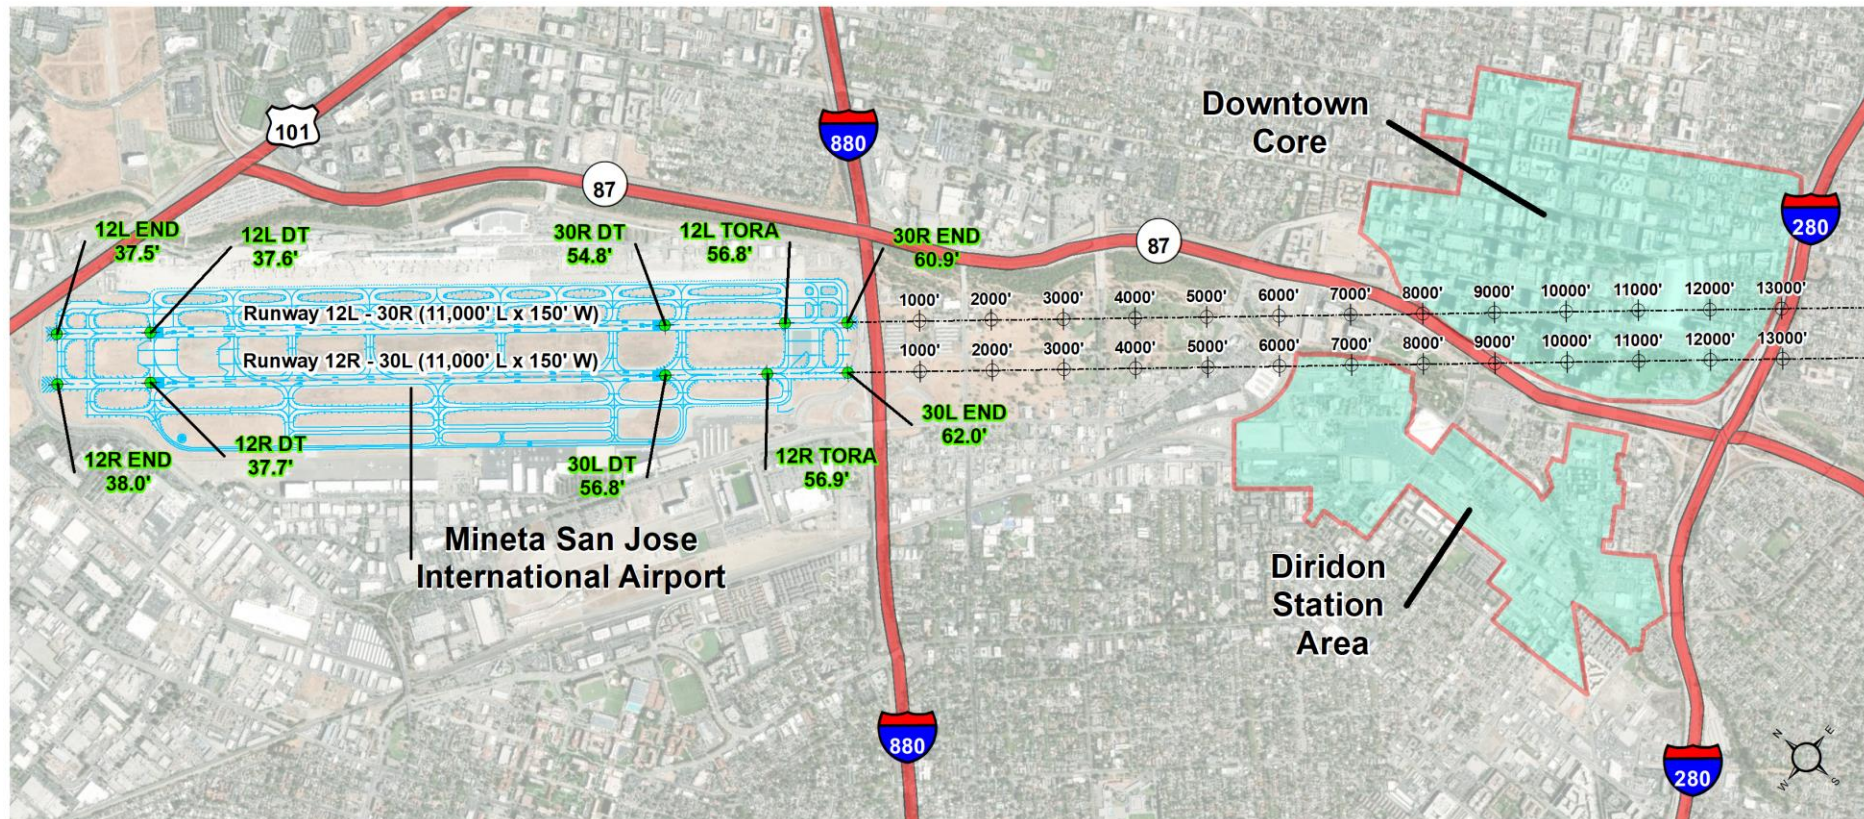 Downtown
Core
101
880
87
280
12L END
37.5'
12L DT
37.6'
30R DT
54.8'
12L TORA
56.8'
30R END
60.9'
87
Runway 12L - 30R (11,000' L x 150' W)
1000' 2000' 3000' 4000' 5000' 6000' 7000' 8000' 9000' 10000' 11000' 12000' 13000'
Runway 12R - 30L (11,000' L x 150' W)
1000' 2000' 3000' 4000' 5000' 6000' 7000' 8000' 9000' 10000' 11000' 12000' 13000'
30L END
62.0'
12R END
38.0'
12R DT
37.7'
30L DT
56.8'
12R TORA
56.9'
Mineta San Jose
International Airport
Diridon
Station
Area
880
280
N E
W S